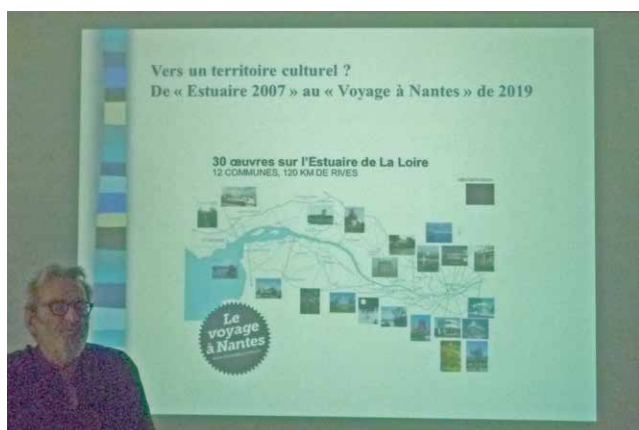 Vers un territoire culturel ?
De « Estuaire 2007 » au « Voyage à Nantes » de 2019
30 œuvres sur l'Estuaire de La Loire
12 COMMUNES, 120 KM DE RIVES
Le
voyage
à Nantes